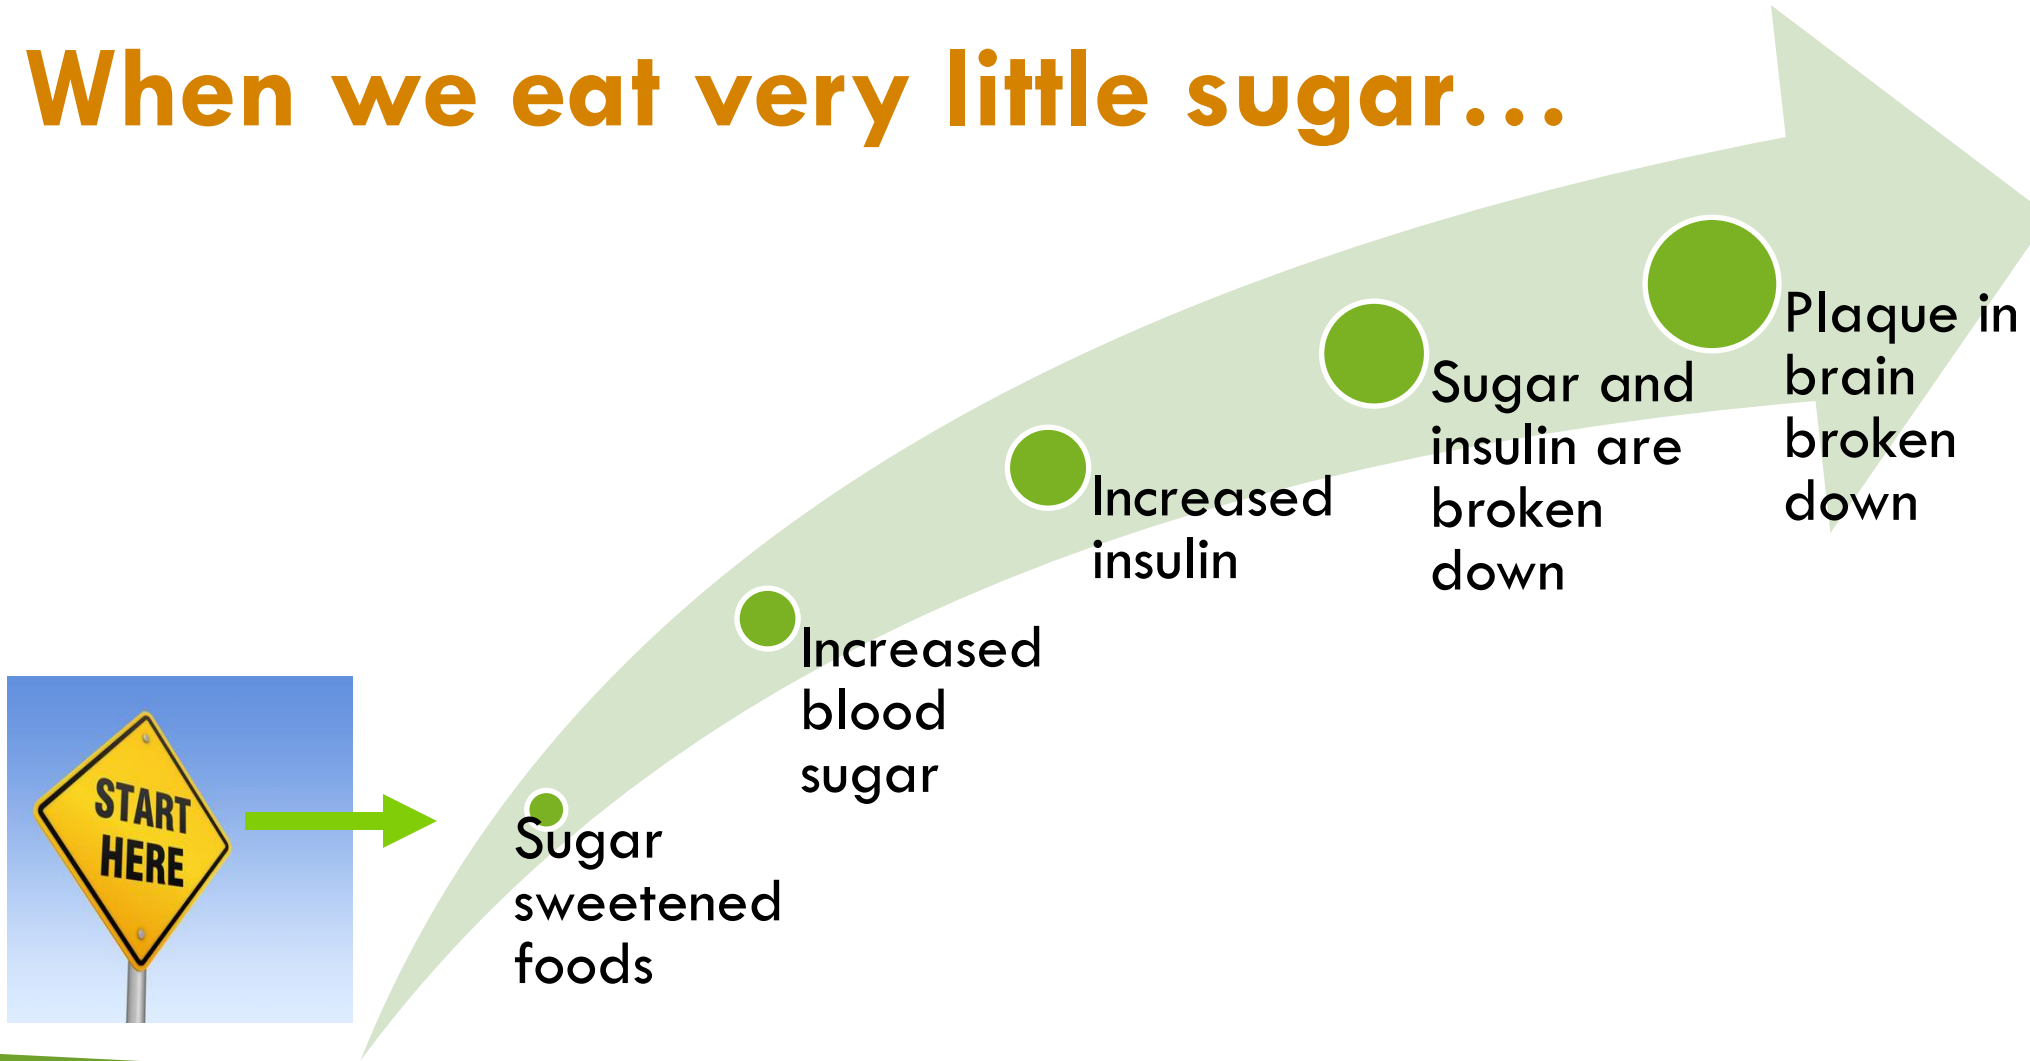 When we eat very little sugar...
Plaque in
brain
broken
down
Sugar and
insulin are
broken
down
Increased
insulin
Increased
blood
sugar
START
HERE
Sugar
sweetened
foods